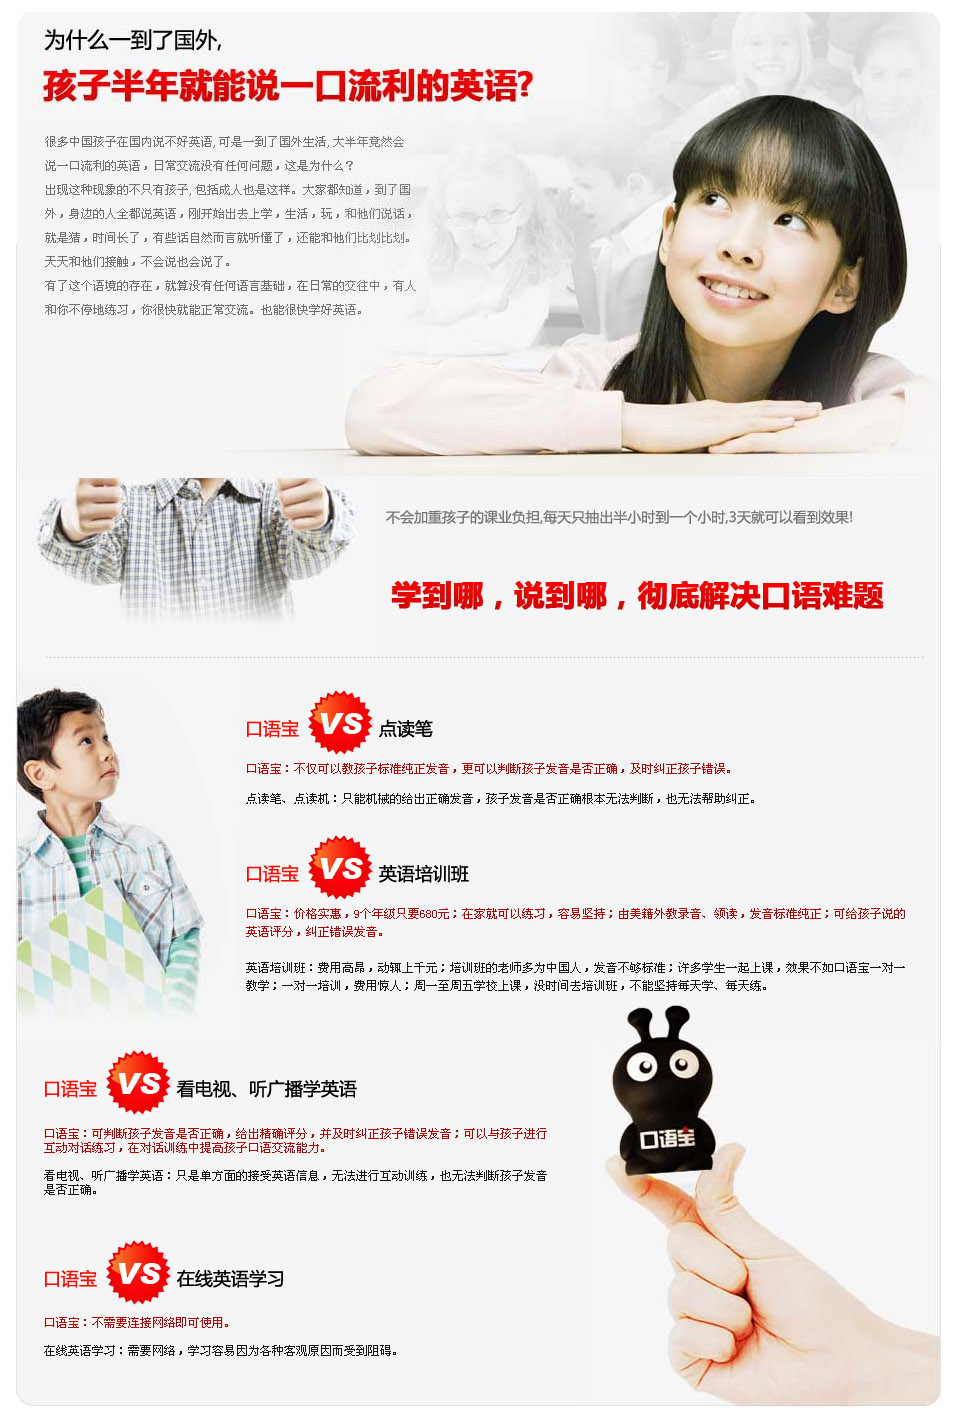 为什么一到了国外,
孩子半年就能说一口流利的英语?
很多中国孩子在国内说不好英语, 可是一到了国外生活, 大半年竟然会
说一口流利的英语，日常交流没有任何问题，这是为什么？
出现这种现象的不只有孩子, 包括成人也是这样。大家都知道，到了国
外，身边的人全都说英语，刚开始出去上学，生活，玩，和他们说话，
就是猜，时间长了，有些话自然而言就听懂了，还能和他们比划比划。
天天和他们接触，不会说也会说了。
有了这个语境的存在，就算没有任何语言基础，在日常的交往中，有人
和你不停地练习，你很快就能正常交流。也能很快学好英语。
不会加重孩子的课业负担,每天只抽出半小时到一个小时,3天就可以看到效果!
学到哪，说到哪，彻底解决口语难题
口语宝 VS 点读笔
口语宝：不仅可以教孩子标准纯正发音，更可以判断孩子发音是否正确，及时纠正孩子错误。
点读笔、点读机：只能机械的给出正确发音，孩子发音是否正确根本无法判断，也无法帮助纠正。
口语宝 VS 英语培训班
口语宝：价格实惠，9个年级只要680元；在家就可以练习，容易坚持；由美籍外教录音、领读，发音标准纯正；可给孩子说的
英语评分，纠正错误发音。
英语培训班：费用高昂，动辄上千元；培训班的老师多为中国人，发音不够标准；许多学生一起上课，效果不如口语宝一对一
教学；一对一培训，费用惊人；周一至周五学校上课，没时间去培训班，不能坚持每天学、每天练。
口语宝
口语宝 VS 看电视、听广播学英语
口语宝：可判断孩子发音是否正确，给出精确评分，并及时纠正孩子错误发音；可以与孩子进行
互动对话练习，在对话训练中提高孩子口语交流能力。
看电视、听广播学英语：只是单方面的接受英语信息，无法进行互动训练，也无法判断孩子发音
是否正确。
口语宝 VS 在线英语学习
口语宝：不需要连接网络即可使用。
在线英语学习：需要网络，学习容易因为各种客观原因而受到阻碍。